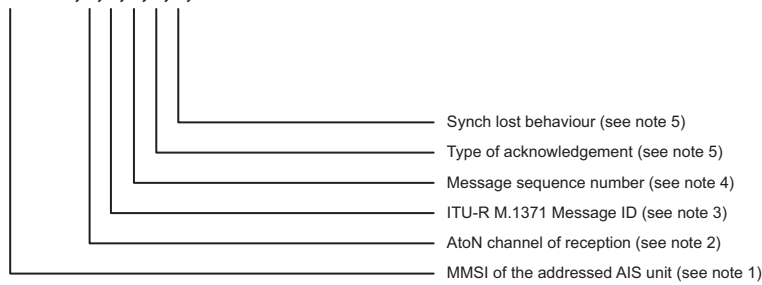 Synch lost behaviour (see note 5)
Type of acknowledgement (see note 5)
Message sequence number (see note 4)
ITU-R M.1371 Message ID (see note 3)
AtoN channel of reception (see note 2)
MMSI of the addressed AIS unit (see note 1)